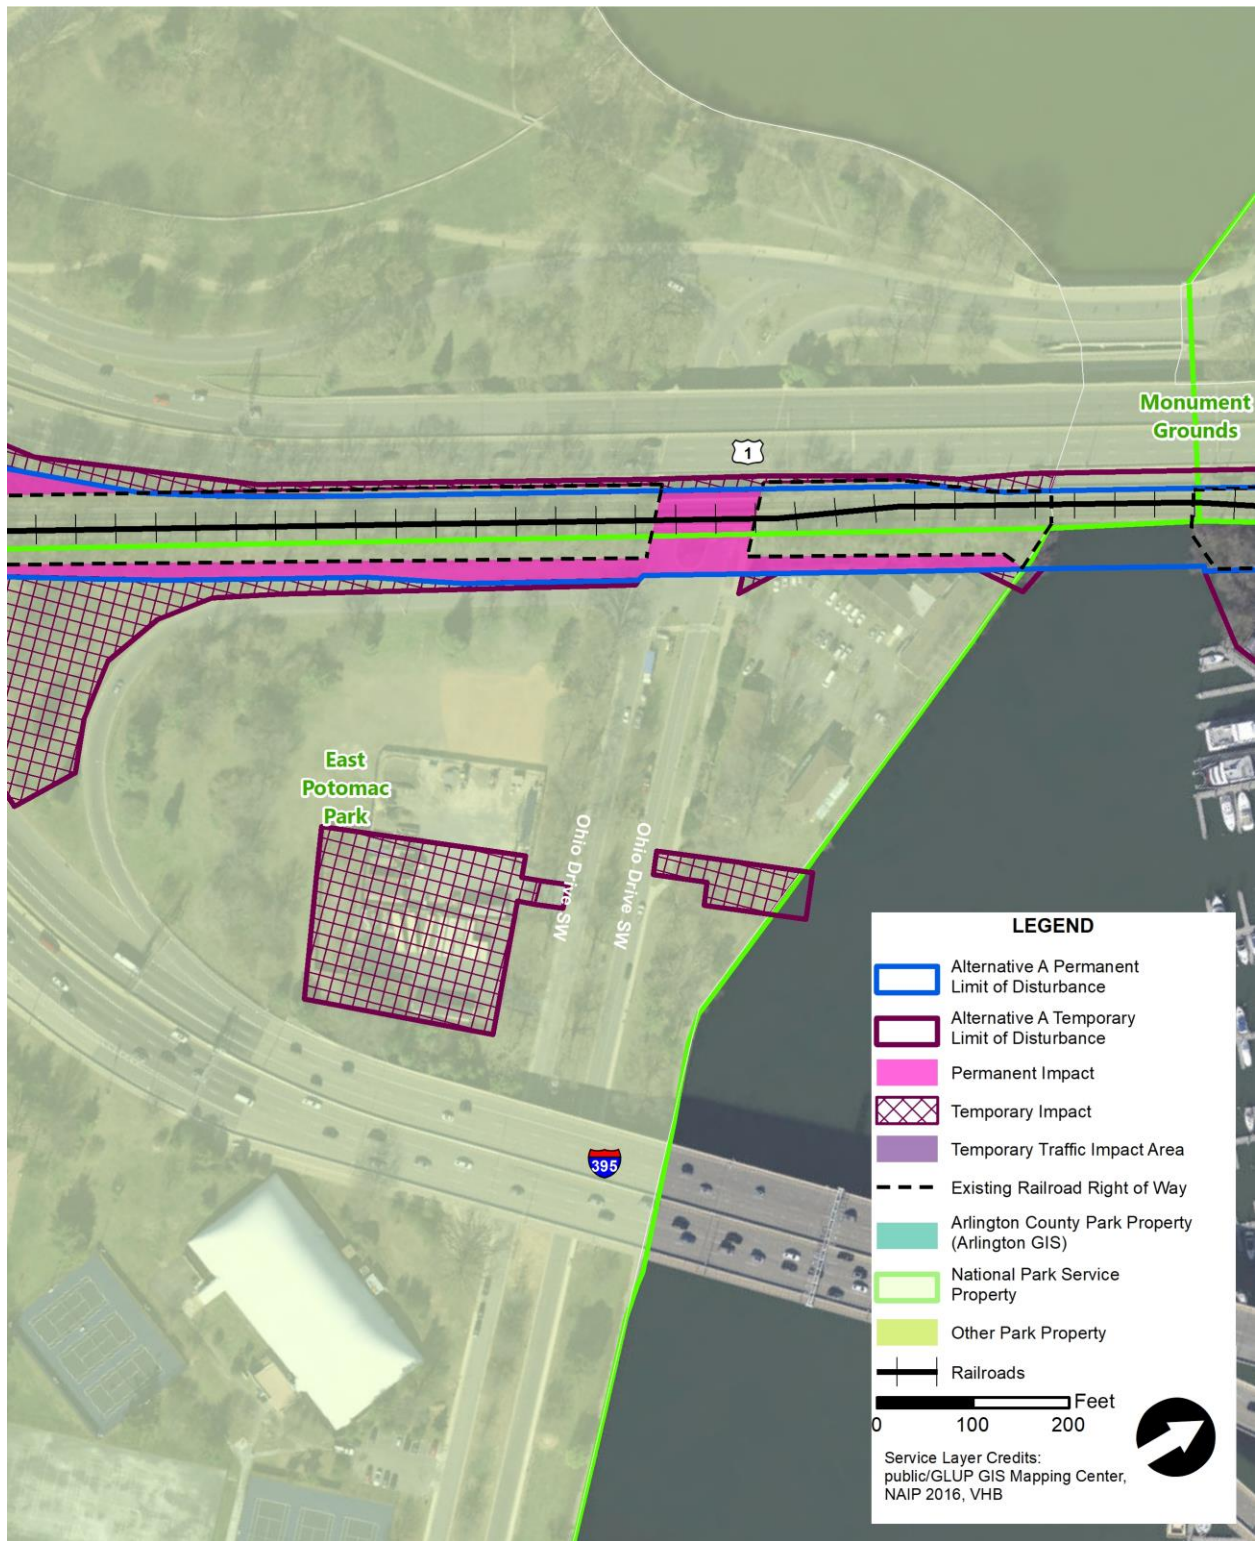 Monument
Grounds
1
East
Potomac
Park
Ohio Drive SW
Ohio Drive SW
395
LEGEND
Alternative A Permanent
Limit of Disturbance
Alternative A Temporary
Limit of Disturbance
Permanent Impact
Temporary Impact
Temporary Traffic Impact Area
Existing Railroad Right of Way
Arlington County Park Property
(Arlington GIS)
National Park Service
Property
Other Park Property
Railroads
Feet
0 100 200
Service Layer Credits:
public/GLUP GIS Mapping Center,
NAIP 2016, VHB